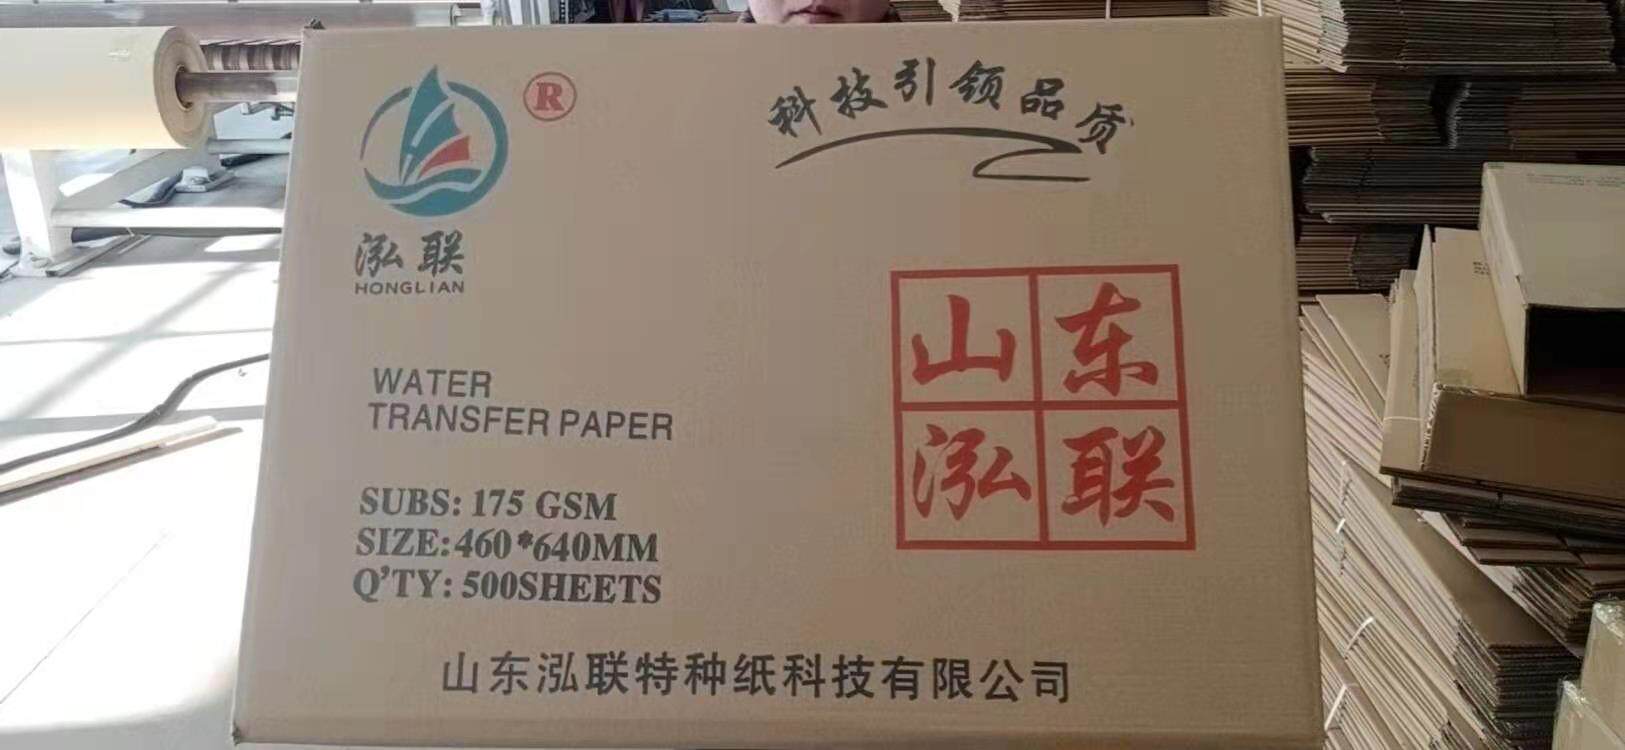 ®
科技引领品质
泓联
HONGLIAN
山东
泓联
WATER
TRANSFER PAPER
SUBS: 175 GSM
SIZE:460*640MM
Q'TY: 500SHEETS
山东泓联特种纸科技有限公司